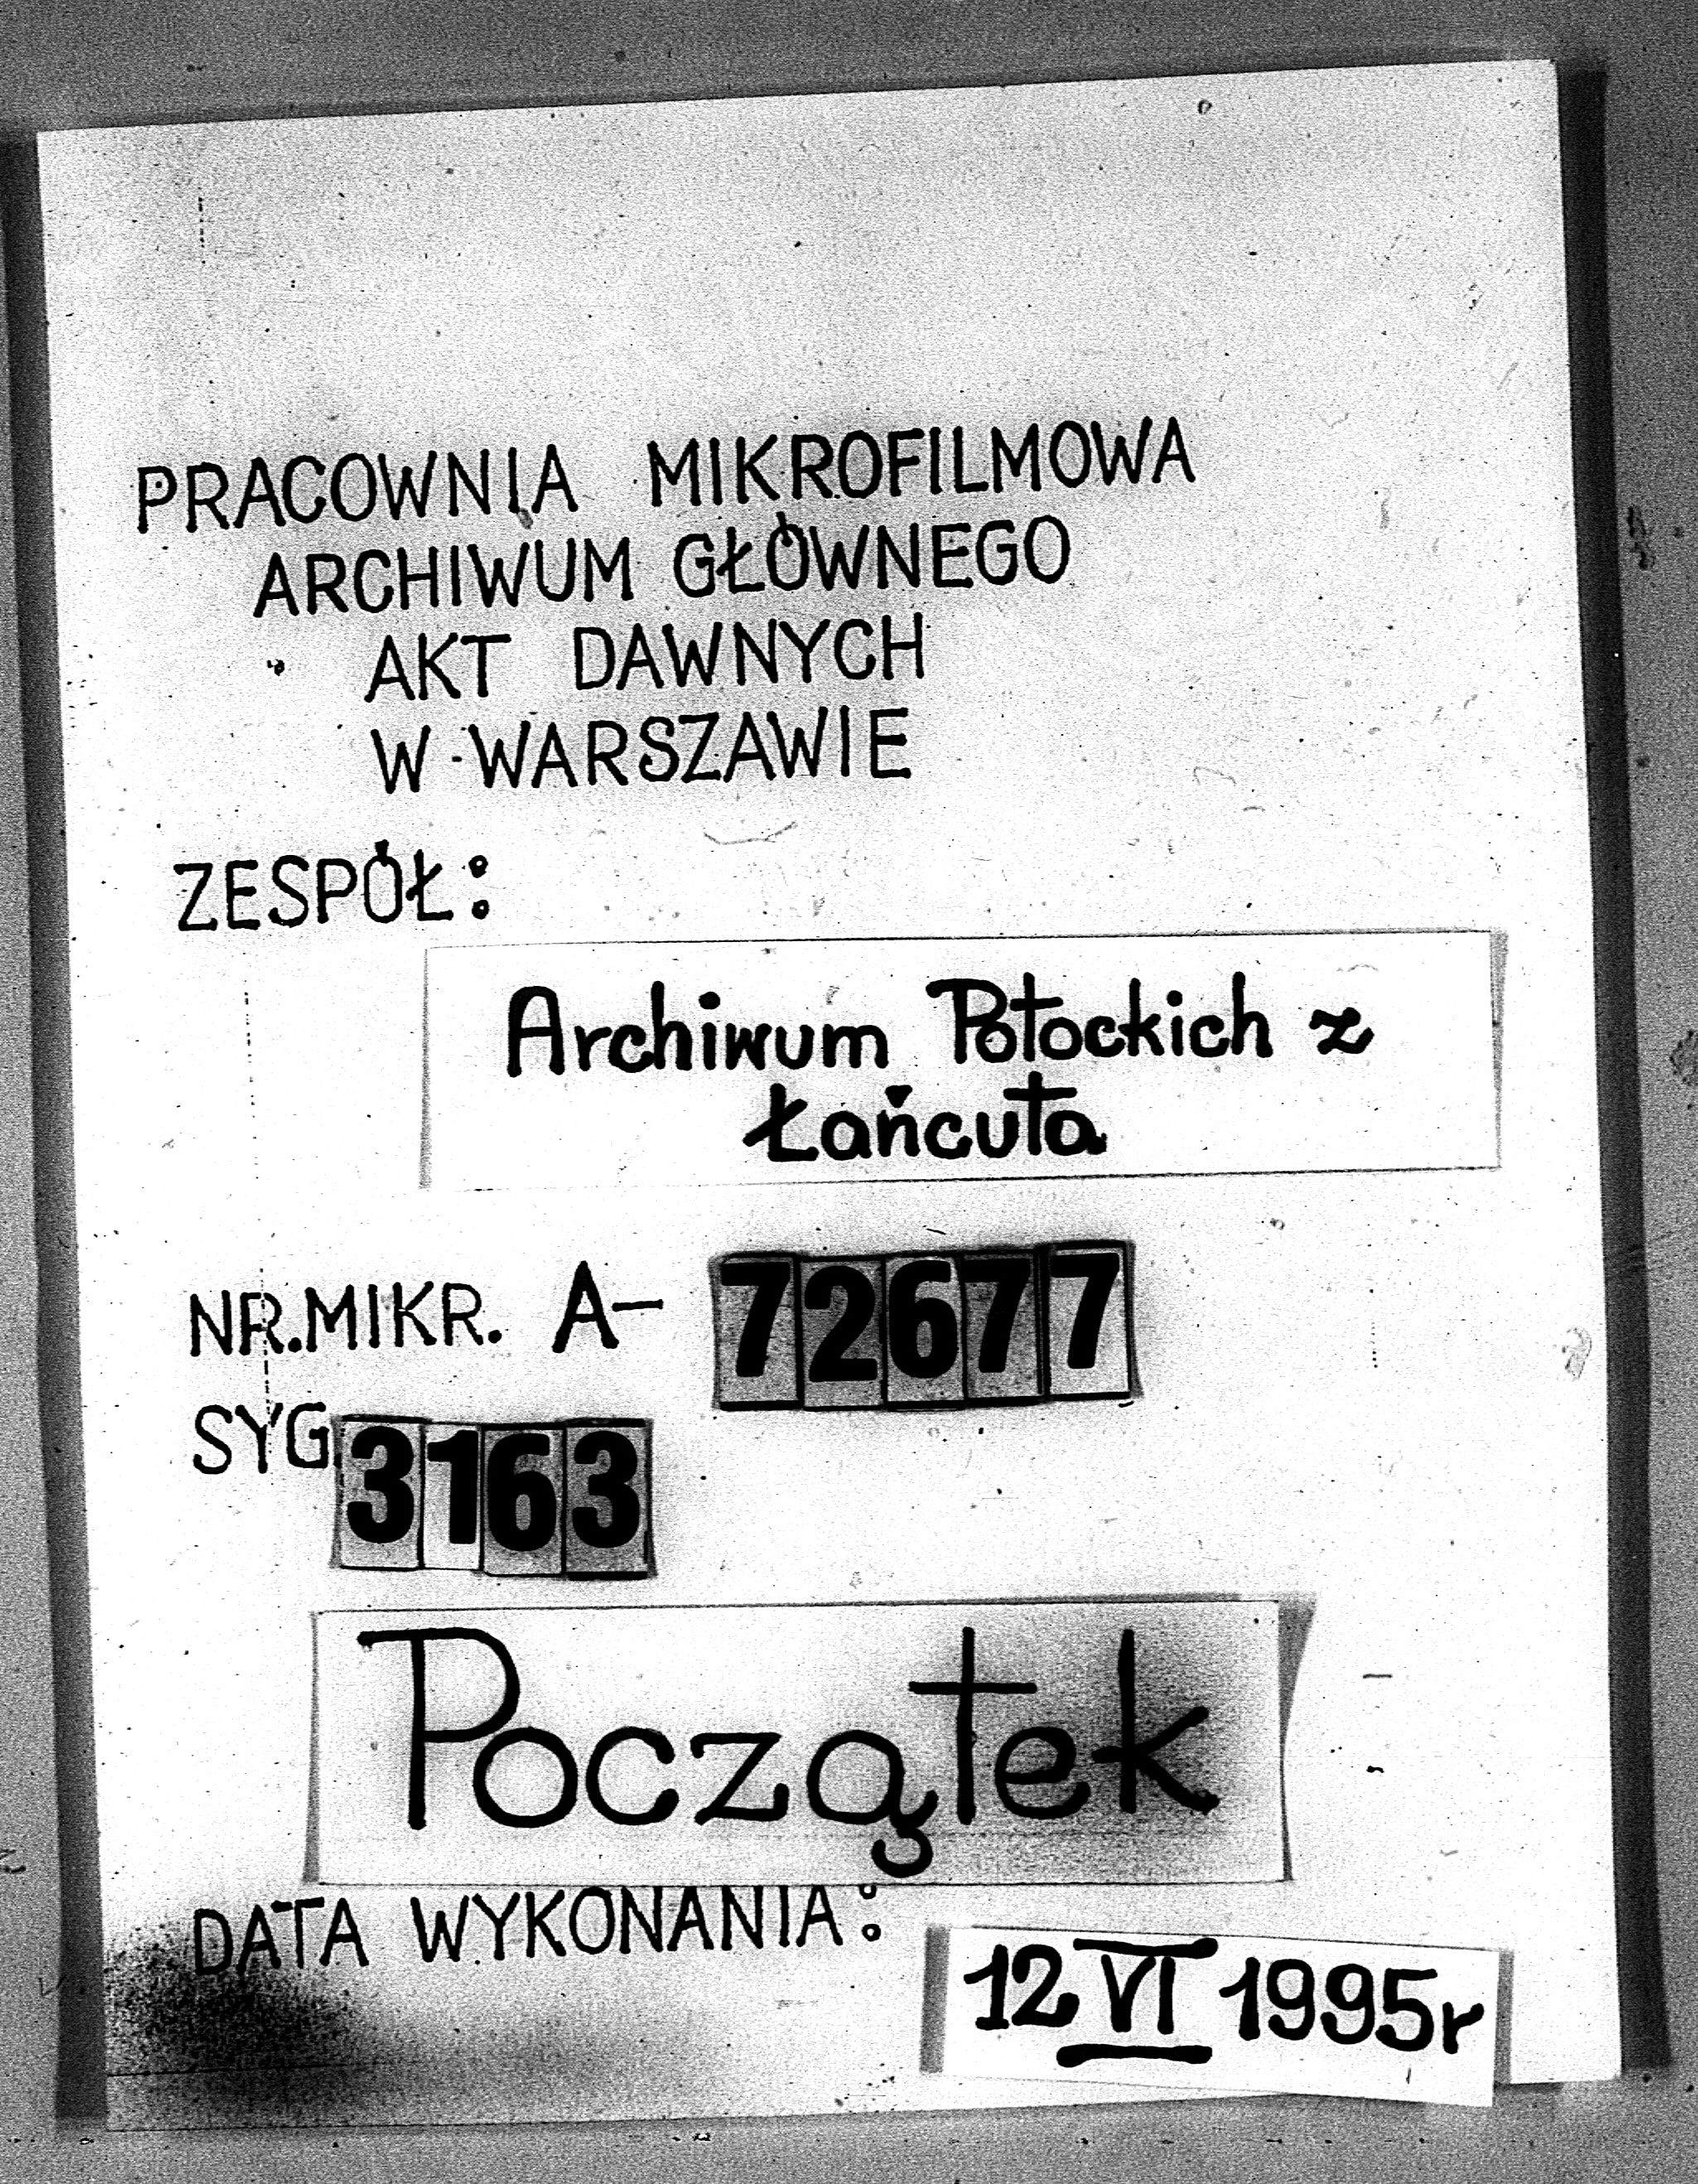 PRACOWNIA MIKROFILMOWA
ARCHIWUM GŁÓWNEGO
AKT DAWNYCH
W WARSZAWIE
ZESPÓŁ:
Archiwum Potockich z
Łańcuta
NR.MIKR. A- 72677
SYG. 3163
Początek
DATA WYKONANIA:
12 VI 1995r